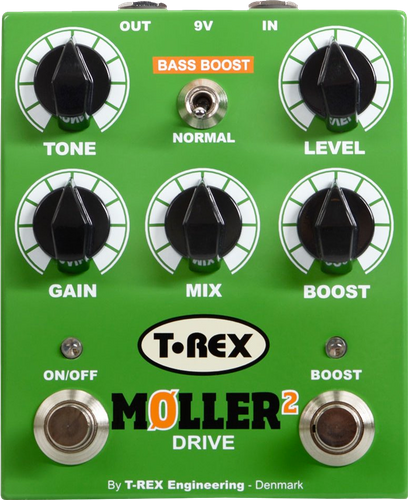 OUT 9V IN
BASS BOOST
NORMAL
TONE LEVEL
GAIN MIX BOOST
T•REX
ON/OFF BOOST
MØLLER²
DRIVE
By T-REX Engineering - Denmark